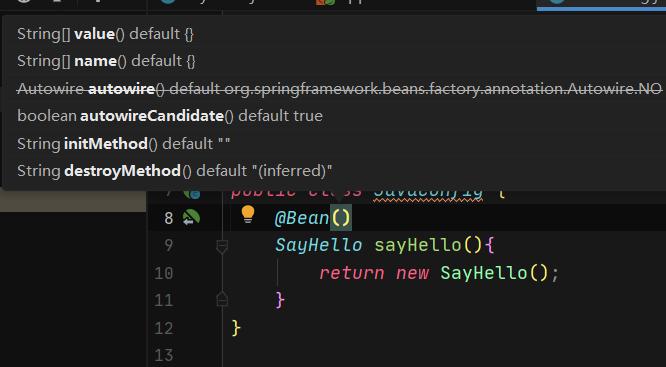 String[] value() default {}
String[] name() default {}
Autowire autowire() default org.springframework.beans.factory.annotation.Autowire.NO
boolean autowireCandidate() default true
String initMethod() default ""
String destroyMethod() default "(inferred)"
7 public class JavaConfig {
8 @Bean()
9 SayHello sayHello(){
10 return new SayHello();
11 }
12 }
13